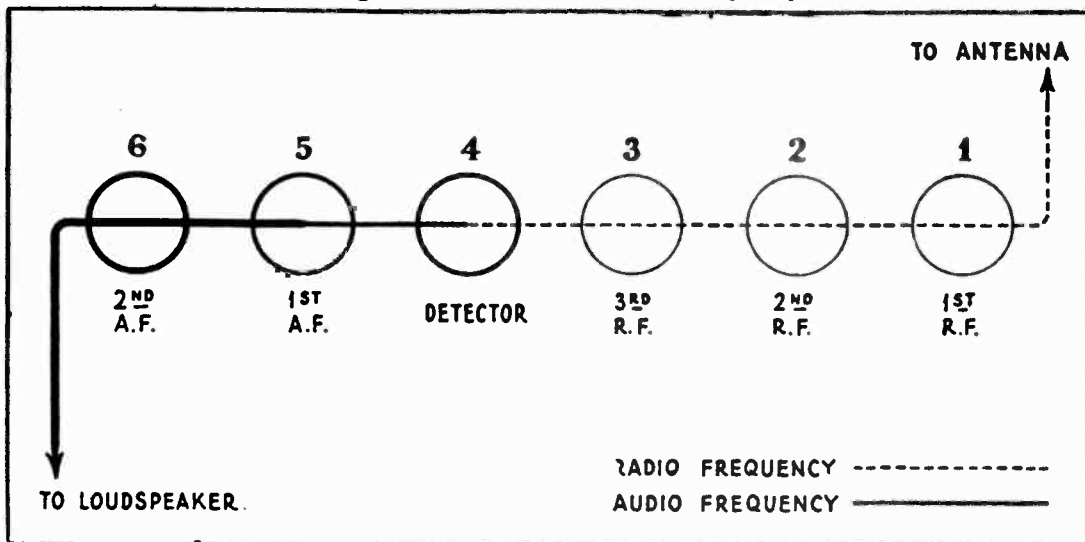 TO ANTENNA
6 5 4 3 2 1
2ND 1ST DETECTOR 3RD 2ND 1ST
A.F. A.F. R.F. R.F. R.F.
RADIO FREQUENCY
TO LOUDSPEAKER.
AUDIO FREQUENCY